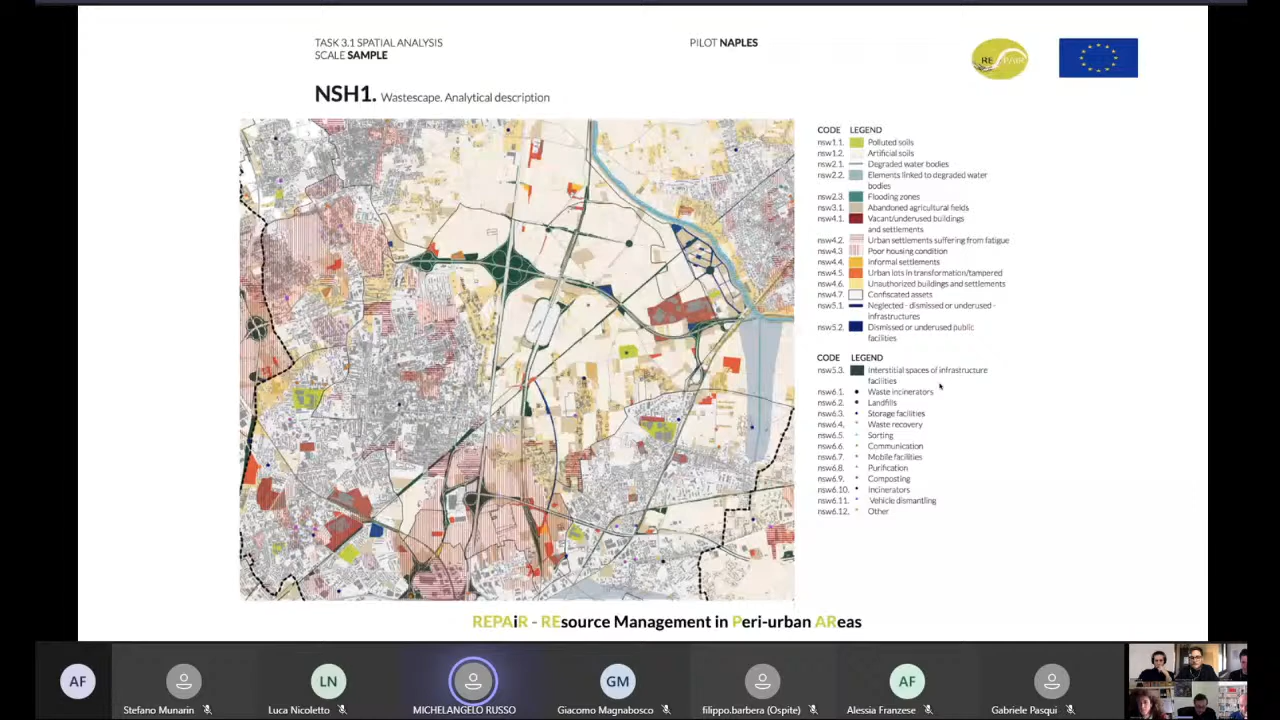 TASK 3.1 SPATIAL ANALYSIS
SCALE SAMPLE
PILOT NAPLES
REPAiR
NSH1. Wastescape. Analytical description
CODE LEGEND
nsw1.1. Polluted soils
nsw1.2. Artificial soils
nsw2.1. Degraded water bodies
nsw2.2. Elements linked to degraded water
bodies
nsw2.3. Flooding zones
nsw3.1. Abandoned agricultural fields
nsw4.1. Vacant/underused buildings
and settlements
nsw4.2. Urban settlements suffering from fatigue
nsw4.3 Poor housing condition
nsw4.4. Informal settlements
nsw4.5. Urban lots in transformation/tampered
nsw4.6. Unauthorized buildings and settlements
nsw4.7. Confiscated assets
nsw5.1. Neglected - dismissed or underused -
infrastructures
nsw5.2. Dismissed or underused public
facilities
CODE LEGEND
nsw5.3. Interstitial spaces of infrastructure
facilities
nsw6.1. Waste incinerators
nsw6.2. Landfills
nsw6.3. Storage facilities
nsw6.4. Waste recovery
nsw6.5. Sorting
nsw6.6. Communication
nsw6.7. Mobile facilities
nsw6.8. Purification
nsw6.9. Composting
nsw6.10. Incinerators
nsw6.11. Vehicle dismantling
nsw6.12. Other
REPAiR - REsource Management in Peri-urban AReas
AF
LN
GM
AF
Stefano Munarin
Luca Nicoletto
MICHELANGELO RUSSO
Giacomo Magnabosco
filippo.barbera (Ospite)
Alessia Franzese
Gabriele Pasqui